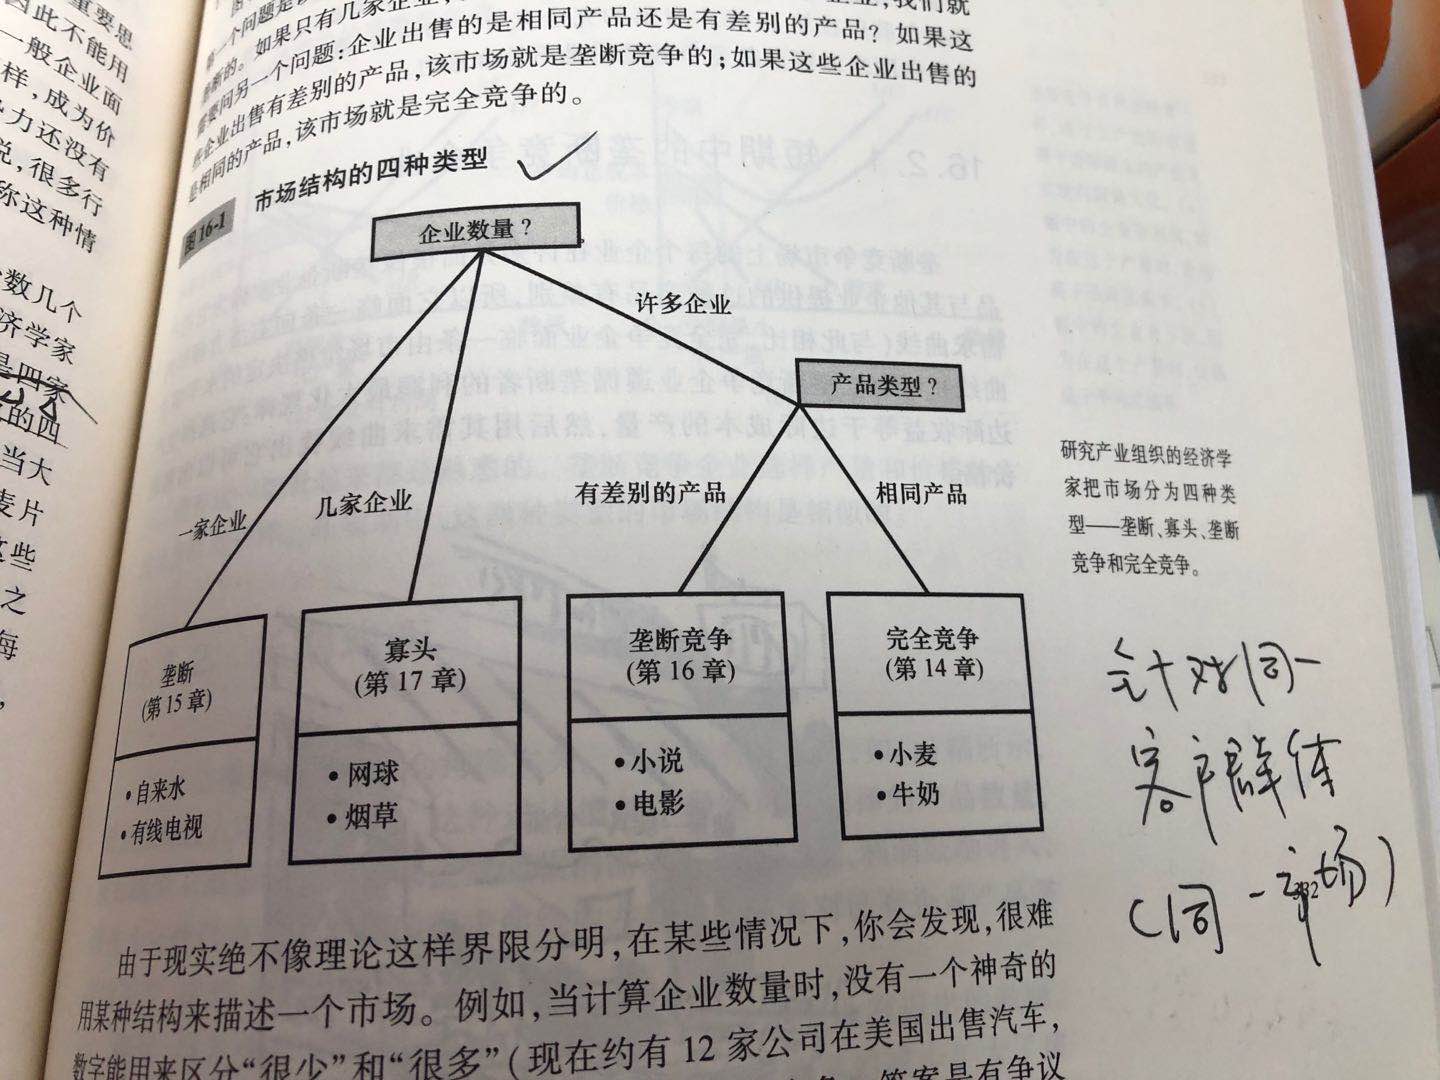 重要思
因此不能用
一般企业面
样，成为价
力还没有
说，很多行
你这种情
数几个
济学家
是四家
的四
当大
麦片
这些
之
每
一个问题是
断的。如果只有几家企业，
企业，我们就
需要问另一个问题：企业出售的是相同产品还是有差别的产品？如果这
些企业出售有差别的产品，该市场就是垄断竞争的；如果这些企业出售的
是相同的产品，该市场就是完全竞争的。
图16-1 市场结构的四种类型
企业数量？
许多企业
产品类型？
一家企业
几家企业
有差别的产品
相同产品
垄断
(第15章)
• 自来水
• 有线电视
寡头
(第 17 章)
• 网球
• 烟草
垄断竞争
(第 16 章)
• 小说
• 电影
完全竞争
(第 14 章)
• 小麦
• 牛奶
研究产业组织的经济学
家把市场分为四种类
型——垄断、寡头、垄断
竞争和完全竞争。
针对同一
客户群体
(同一市场)
332
由于现实绝不像理论这样界限分明，在某些情况下，你会发现，很难
用某种结构来描述一个市场。例如，当计算企业数量时，没有一个神奇的
数字能用来区分“很少”和“很多”（现在约有 12 家公司在美国出售汽车，
答案是有争议